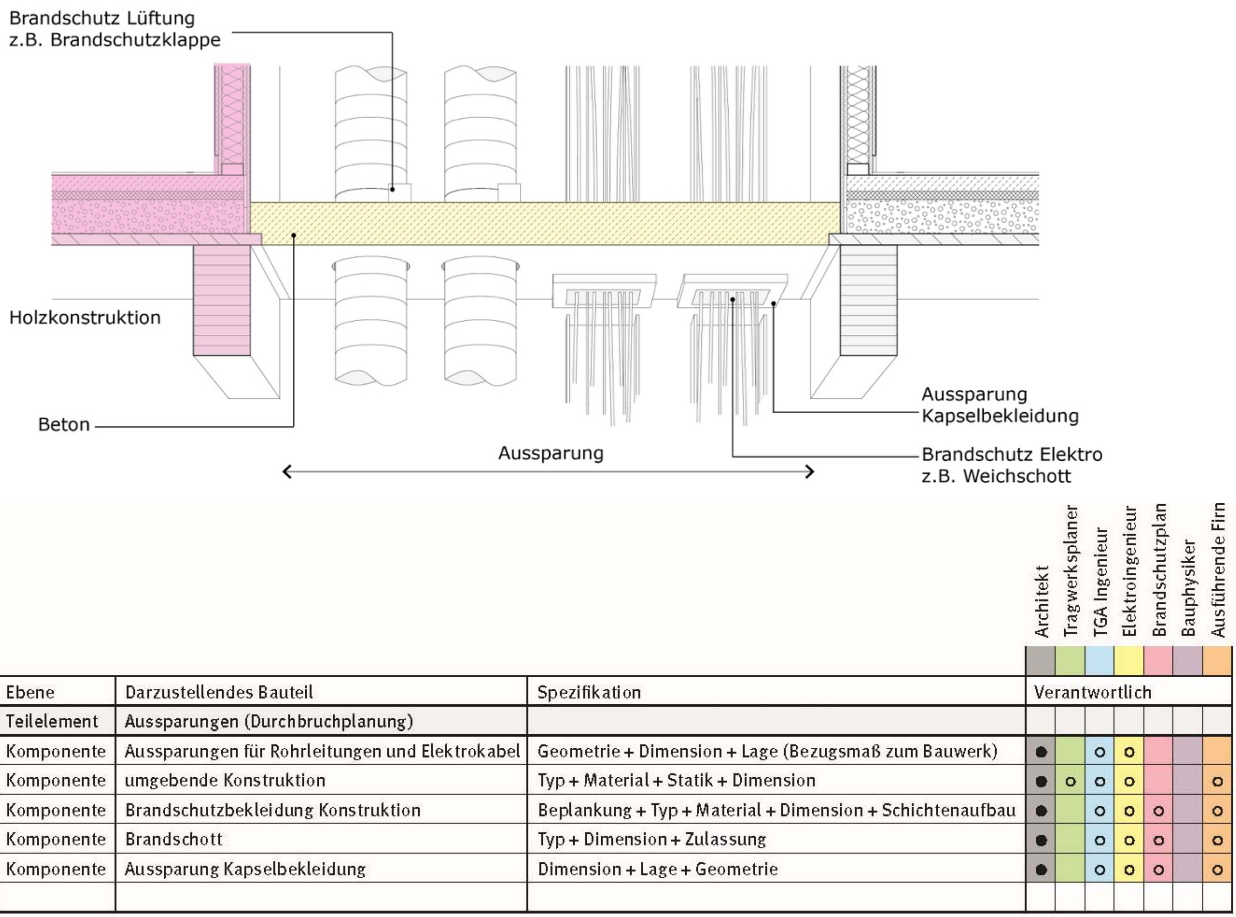 Brandschutz Lüftung
z.B. Brandschutzklappe
Holzkonstruktion
Beton
Aussparung
Aussparung
Kapselbekleidung
Brandschutz Elektro
z.B. Weichschott
Architekt
Tragwerksplaner
TGA Ingenieur
Elektroingenieur
Brandschutzplan
Bauphysiker
Ausführende Firn
Ebene Darzustellendes Bauteil Spezifikation Verantwortlich
Teilelement Aussparungen (Durchbruchplanung)
Komponente Aussparungen für Rohrleitungen und Elektrokabel Geometrie + Dimension + Lage (Bezugsmaß zum Bauwerk)
Komponente umgebende Konstruktion Typ + Material + Statik + Dimension
Komponente Brandschutzbekleidung Konstruktion Beplankung + Typ + Material + Dimension + Schichtenaufbau
Komponente Brandschott Typ + Dimension + Zulassung
Komponente Aussparung Kapselbekleidung Dimension + Lage + Geometrie